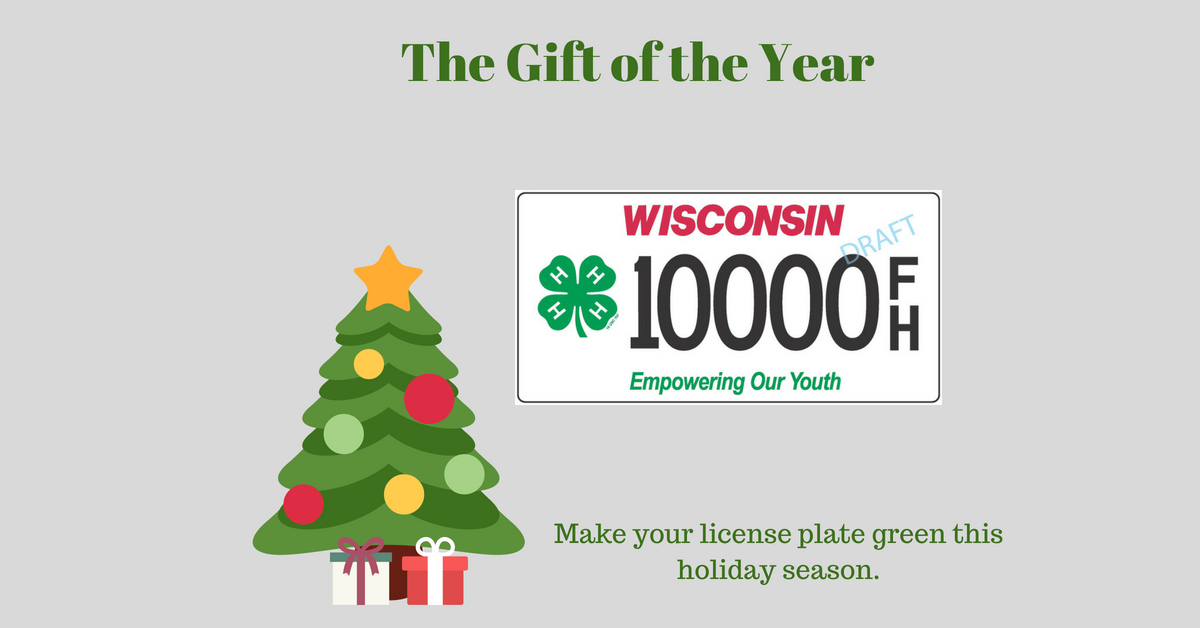 The Gift of the Year
WISCONSIN
DRAFT
H H
H H
10000
F
H
Empowering Our Youth
Make your license plate green this
holiday season.